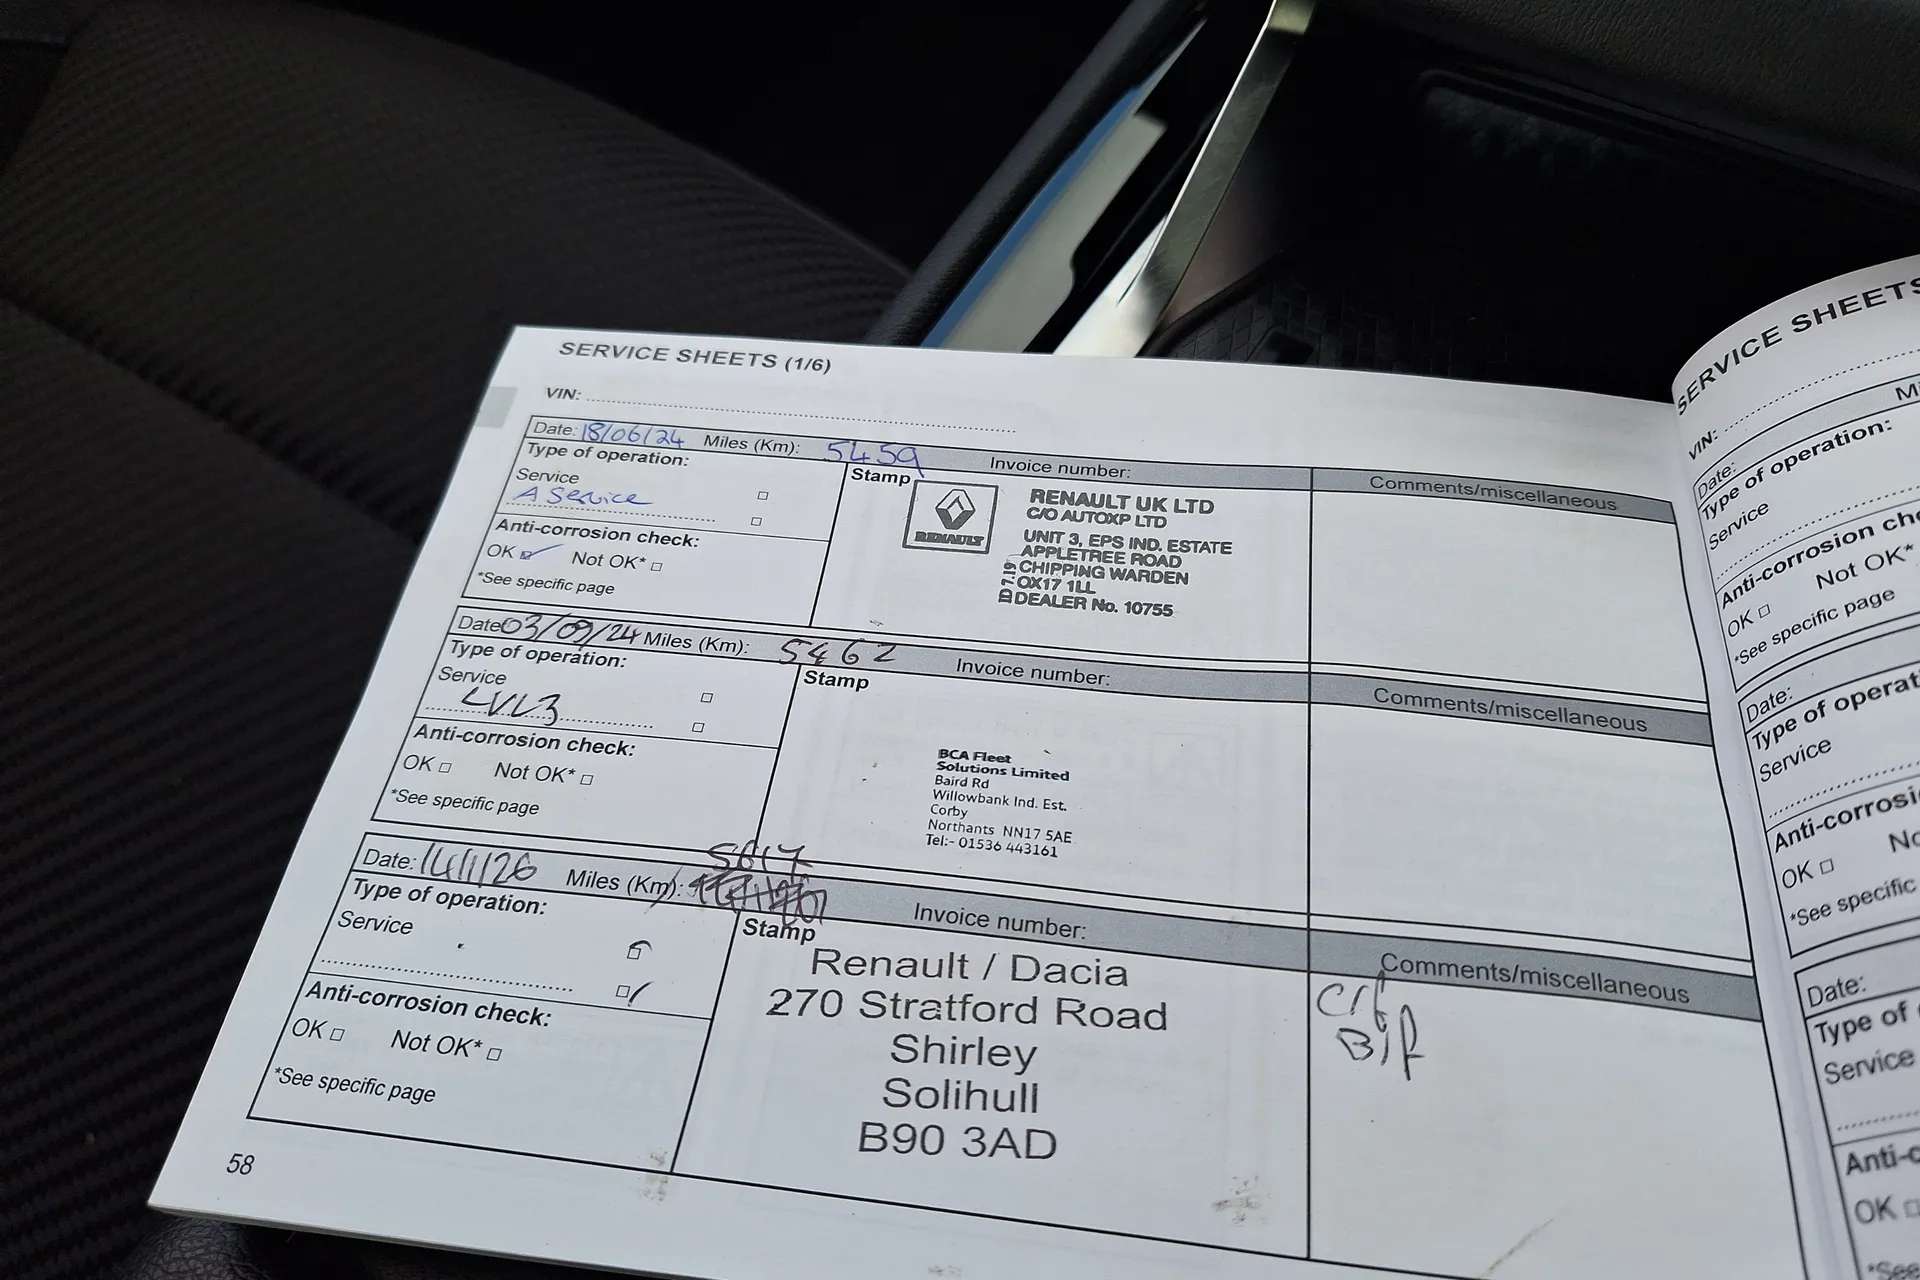 SERVICE SHEETS (1/6)
VIN:
Date: 18/06/24 Miles (Km): 5459 Invoice number: Comments/miscellaneous
Type of operation:
Service
A Service
Anti-corrosion check:
OK Not OK*
*See specific page
Stamp
RENAULT
RENAULT UK LTD
C/O AUTOXP LTD
UNIT 3, EPS IND. ESTATE
APPLETREE ROAD
CHIPPING WARDEN
OX17 1LL
DEALER No. 10755
Date: 03/09/24 Miles (Km): 5462 Invoice number: Comments/miscellaneous
Type of operation:
Service
LVL3
Anti-corrosion check:
OK Not OK*
*See specific page
Stamp
BCA Fleet
Solutions Limited
Baird Rd
Willowbank Ind. Est.
Corby
Northants NN17 5AE
Tel:- 01536 443161
Date: 14/1/26 Miles (Km): Invoice number: Comments/miscellaneous
Type of operation:
Service
Anti-corrosion check:
OK Not OK*
*See specific page
Stamp
Renault / Dacia
270 Stratford Road
Shirley
Solihull
B90 3AD
58
SERVICE SHEETS
VIN:
Date:
Type of operation:
Service
Anti-corrosion
OK Not OK*
*See specific page
Date:
Type of
Service
OK
*See specific
Date:
Type of
Service
OK
*See